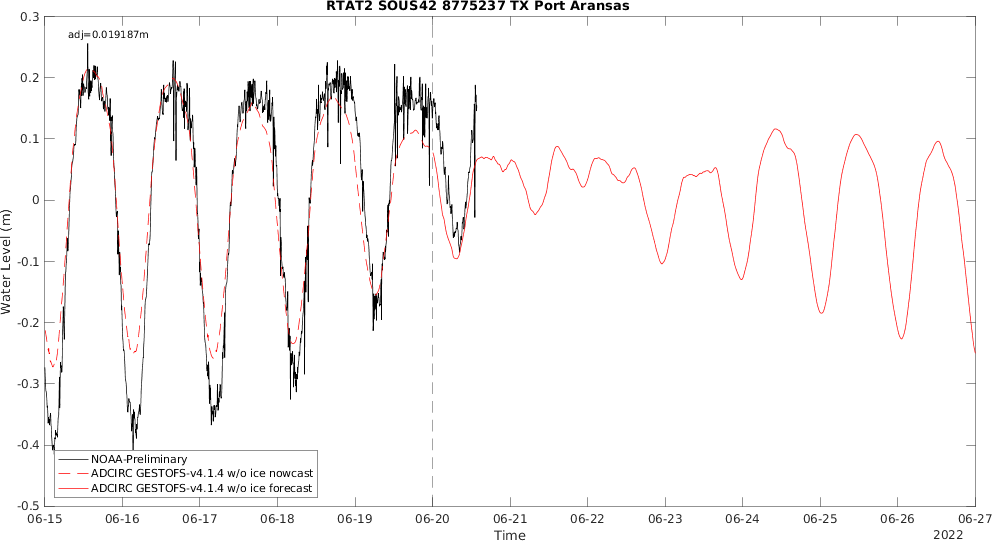 RTAT2 SOUS42 8775237 TX Port Aransas
adj=0.019187m
0.3
0.2
0.1
0
-0.1
-0.2
-0.3
-0.4
-0.5
Water Level (m)
NOAA-Preliminary
ADCIRC GESTOFS-v4.1.4 w/o ice nowcast
ADCIRC GESTOFS-v4.1.4 w/o ice forecast
06-15 06-16 06-17 06-18 06-19 06-20 06-21 06-22 06-23 06-24 06-25 06-26 06-27
Time
2022